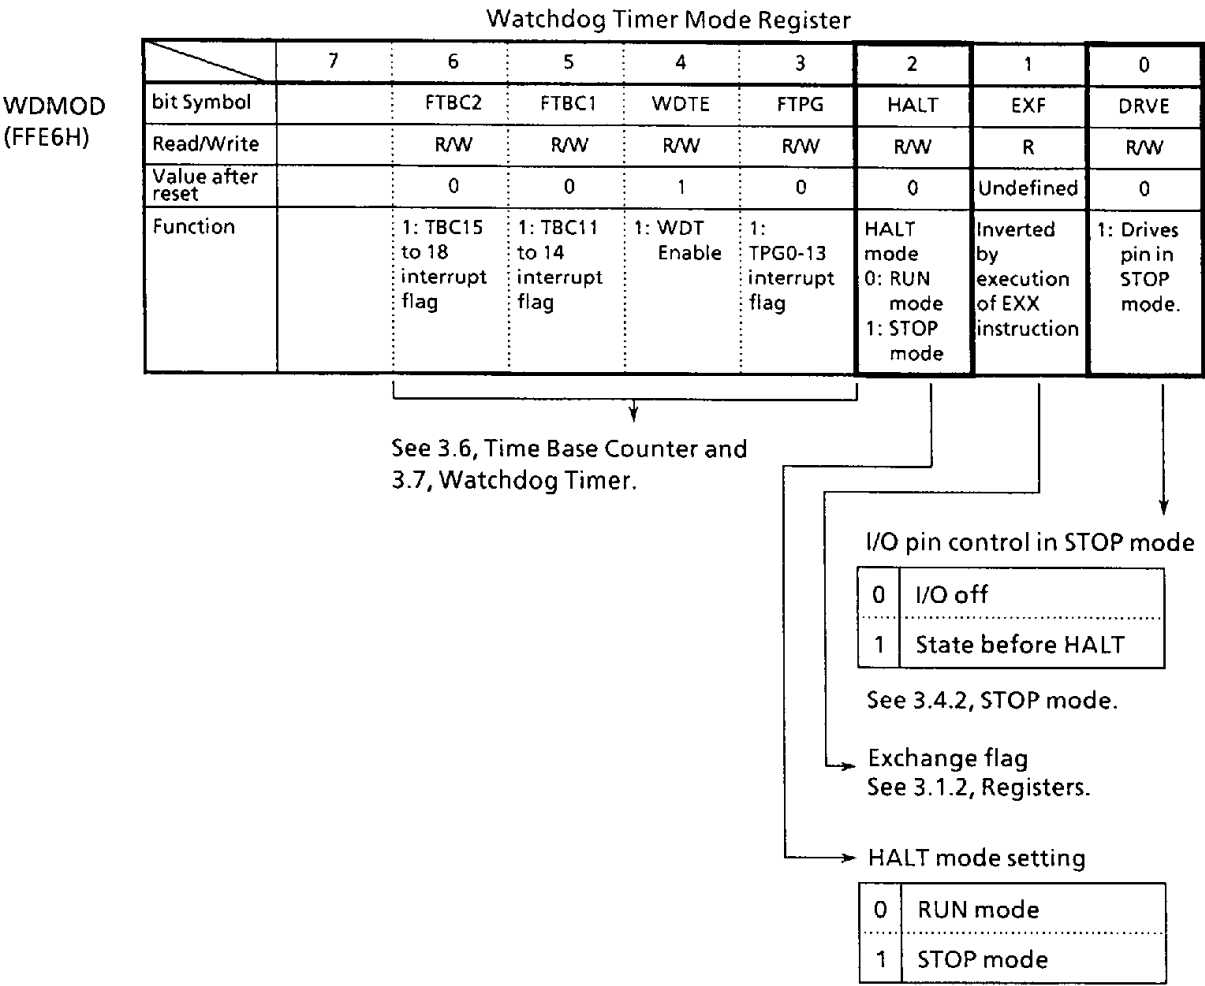 Watchdog Timer Mode Register
7 6 5 4 3 2 1 0
WDMOD
(FFE6H)
bit Symbol FTBC2 FTBC1 WDTE FTPG HALT EXF DRVE
Read/Write R/W R/W R/W R/W R/W R R/W
Value after
reset
0 0 1 0 0 Undefined 0
Function
1: TBC15
to 18
interrupt
flag
1: TBC11
to 14
interrupt
flag
1: WDT
Enable
1:
TPG0-13
interrupt
flag
HALT
mode
0: RUN
mode
1: STOP
mode
Inverted
by
execution
of EXX
instruction
1: Drives
pin in
STOP
mode.
See 3.6, Time Base Counter and
3.7, Watchdog Timer.
I/O pin control in STOP mode
0 I/O off
1 State before HALT
See 3.4.2, STOP mode.
Exchange flag
See 3.1.2, Registers.
HALT mode setting
0 RUN mode
1 STOP mode